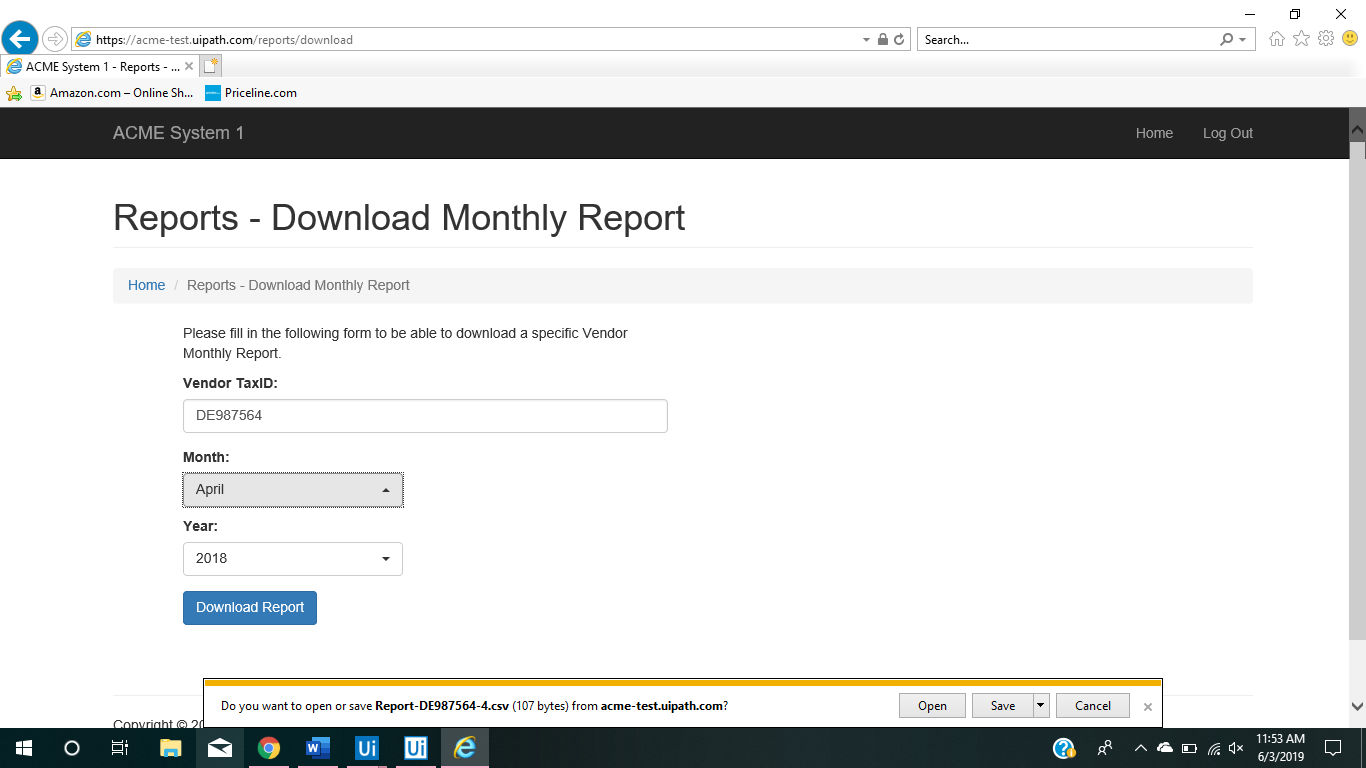 https://acme-test.uipath.com/reports/download
Search...
ACME System 1 - Reports - ...
Amazon.com – Online Sh...
Priceline.com
ACME System 1
Home
Log Out
Reports - Download Monthly Report
Home / Reports - Download Monthly Report
Please fill in the following form to be able to download a specific Vendor
Monthly Report.
Vendor TaxID:
DE987564
Month:
April
Year:
2018
Download Report
Do you want to open or save Report-DE987564-4.csv (107 bytes) from acme-test.uipath.com?
Open
Save
Cancel
Copyright © 20
11:53 AM
6/3/2019